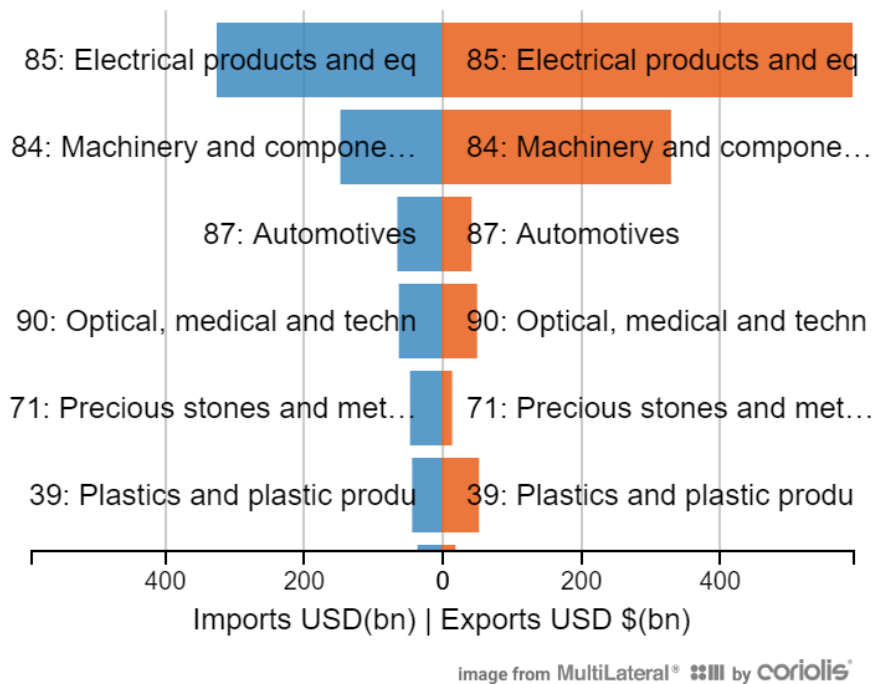 85: Electrical products and eq 85: Electrical products and eq
84: Machinery and compone… 84: Machinery and compone…
87: Automotives 87: Automotives
90: Optical, medical and techn 90: Optical, medical and techn
71: Precious stones and met… 71: Precious stones and met…
39: Plastics and plastic produ 39: Plastics and plastic produ
400 200 0 200 400
Imports USD(bn) | Exports USD $(bn)
image from MultiLateral® by coriolis